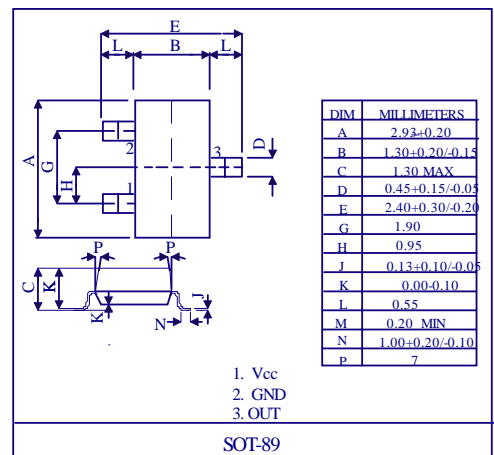 E
L B L
A
G
H
2
3
1
D
P P
C
K
K
N
J
DIM MILLIMETERS
A 2.93±0.20
B 1.30+0.20/-0.15
C 1.30 MAX
D 0.45+0.15/-0.05
E 2.40+0.30/-0.20
G 1.90
H 0.95
J 0.13+0.10/-0.05
K 0.00-0.10
L 0.55
M 0.20 MIN
N 1.00+0.20/-0.10
P 7
1. Vcc
2. GND
3. OUT
SOT-89